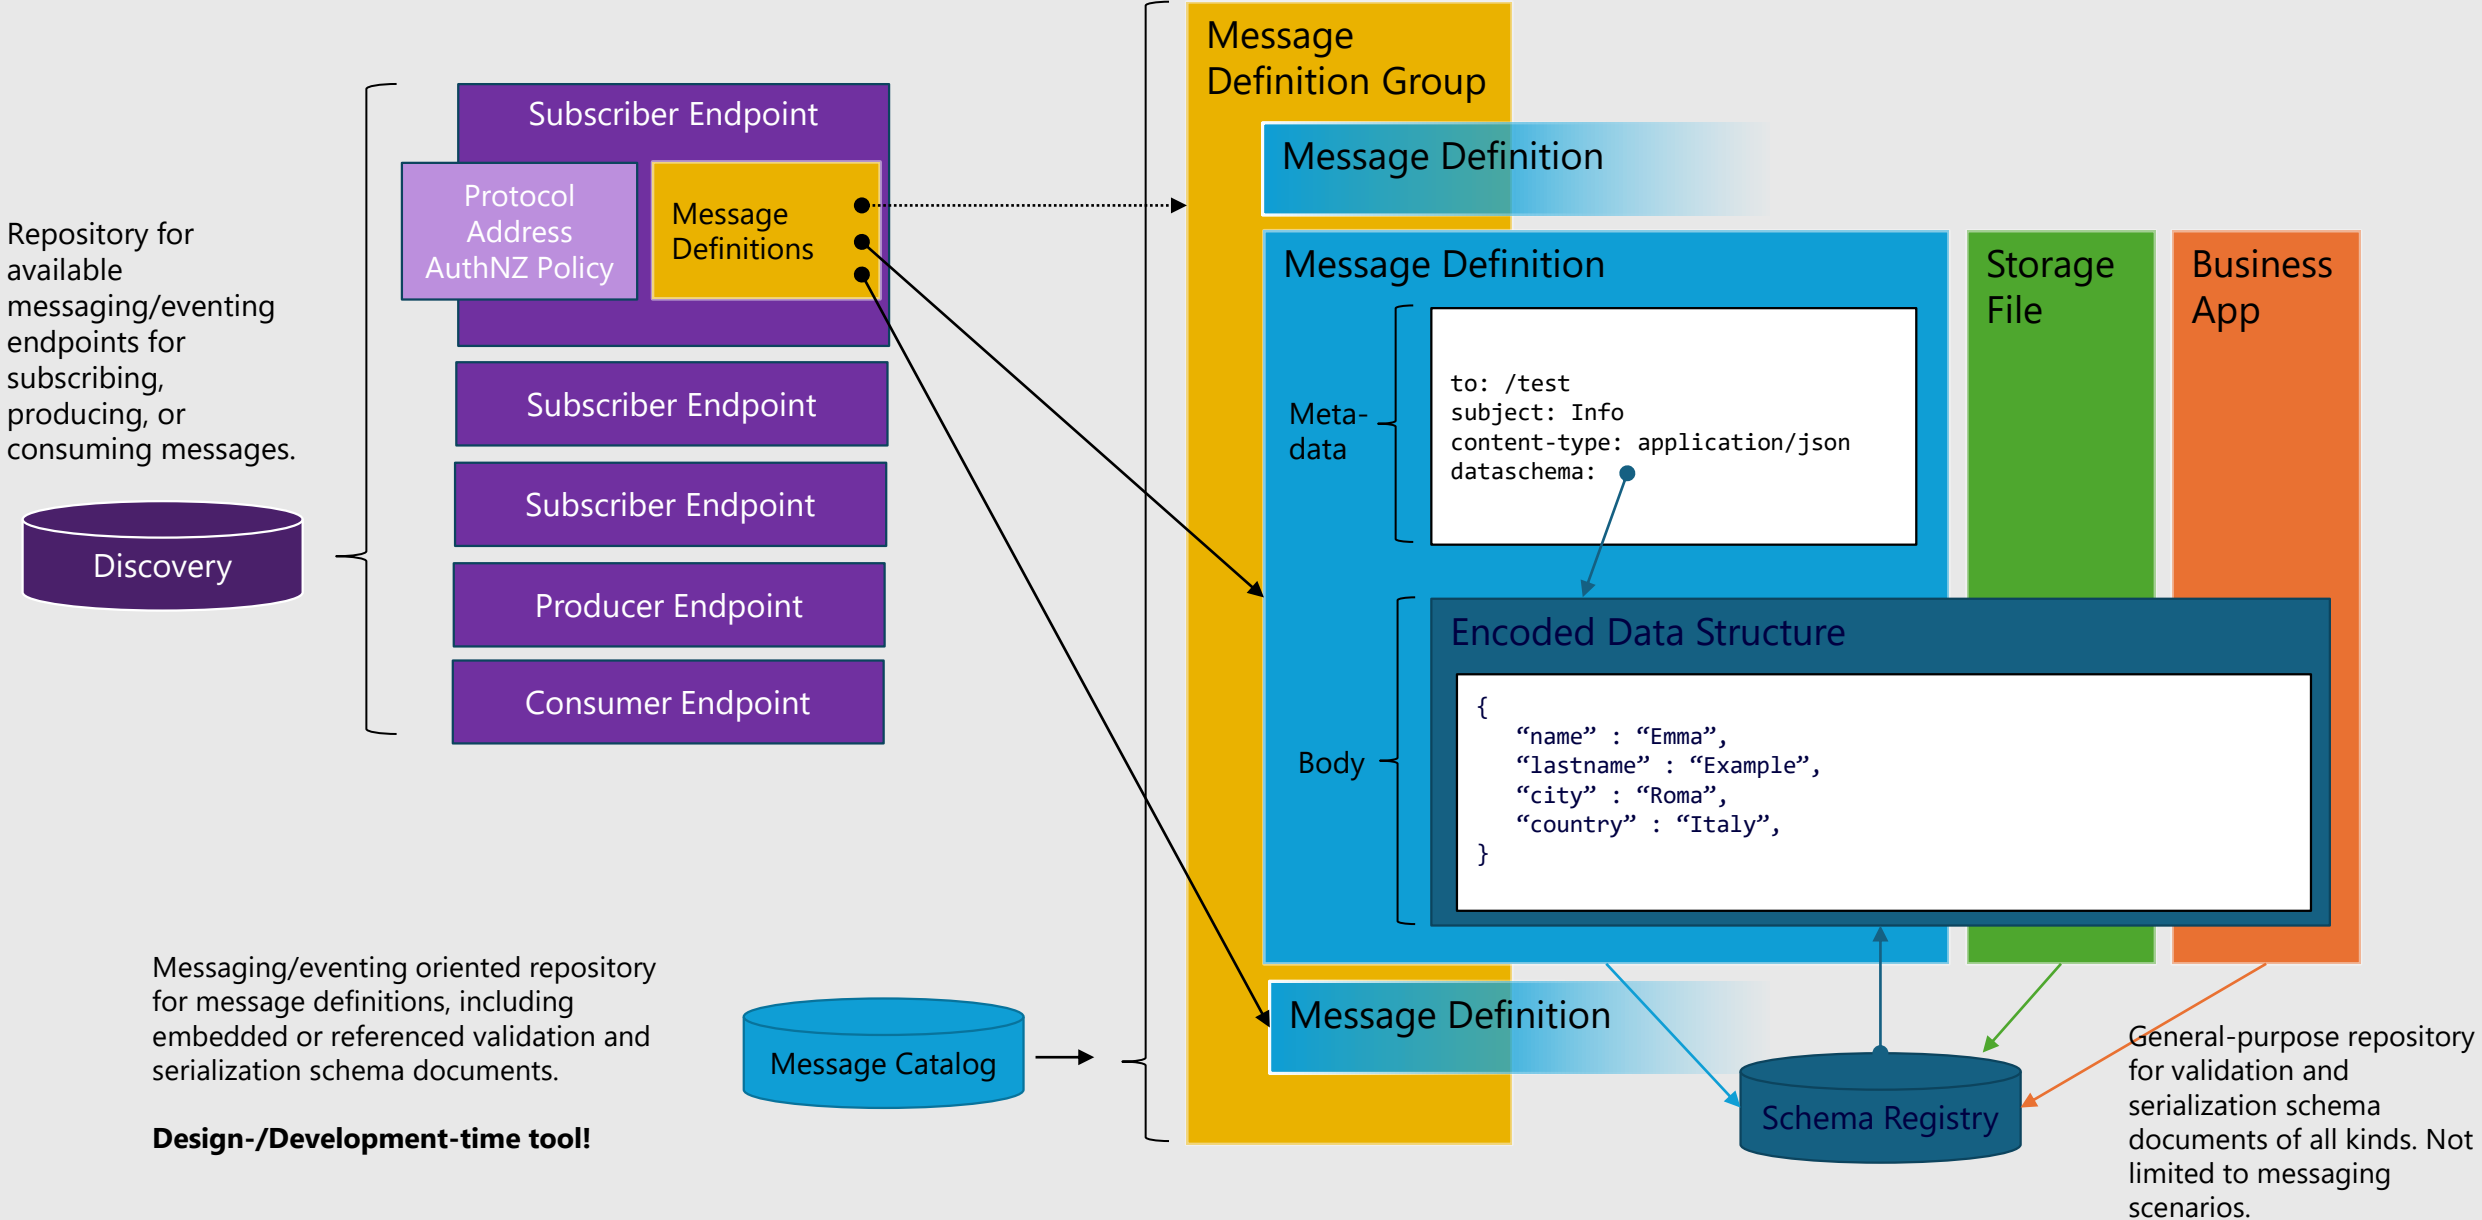 Repository for
available
messaging/eventing
endpoints for
subscribing,
producing, or
consuming messages.
Discovery
Subscriber Endpoint
Protocol
Address
AuthNZ Policy
Message
Definitions
Subscriber Endpoint
Subscriber Endpoint
Producer Endpoint
Consumer Endpoint
Messaging/eventing oriented repository
for message definitions, including
embedded or referenced validation and
serialization schema documents.
Design-/Development-time tool!
Message Catalog
Message
Definition Group
Message Definition
Message Definition
Meta-
data
to: /test
subject: Info
content-type: application/json
dataschema:
Storage
File
Business
App
Body
Encoded Data Structure
{
“name” : “Emma”,
“lastname” : “Example”,
“city” : “Roma”,
“country” : “Italy”,
}
Message Definition
Schema Registry
General-purpose repository
for validation and
serialization schema
documents of all kinds. Not
limited to messaging
scenarios.